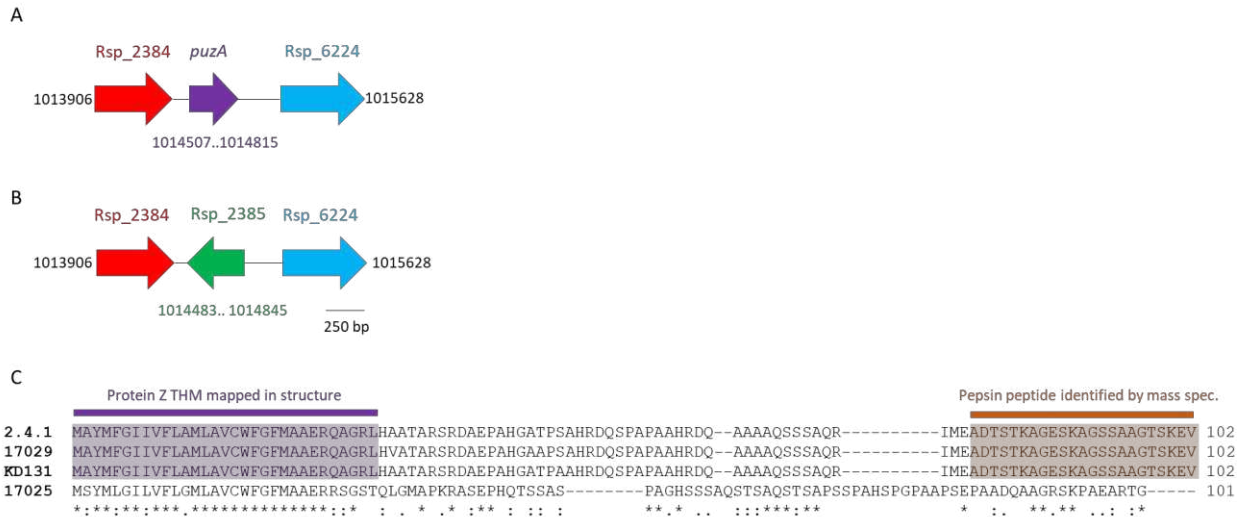 A
Rsp_2384 puzA Rsp_6224
1013906 1015628
1014507..1014815
B
Rsp_2384 Rsp_2385 Rsp_6224
1013906 1015628
1014483.. 1014845
250 bp
C
Protein Z THM mapped in structure Pepsin peptide identified by mass spec.
2.4.1 MAYMFGIIVFLAMLAVCWFGFMAAERQAGRLHAATARSRDAEPAHGATPSAHRDQSPAPAAHRDQ--AAAAQSSSAQR----------IMEADTSTKAGESKAGSSAAGTSKEV 102
17029 MAYMFGIIVFLAMLAVCWFGFMAAERQAGRLHVATARSRDAEPAHGAAPSAHRDQSPAPAAHRDQ--AAAAQSSSAQR----------IMEADTSTKAGESKAGSSAAGTSKEV 102
KD131 MAYMFGIIVFLAMLAVCWFGFMAAERQAGRLHAATARSRDAEPAHGATPAAHRDQSPAPAAHRDQ--AAAAQSSSAQR----------IMEADTSTKAGESKAGSSAAGTSKEV 102
17025 MSYMLGILVFLGMLAVCWFGFMAAERRSGSTQLGMAPKRASEPHQTSSAS--------PAGHSSSAQSTSAQSTSAPSSPAHSPGPAAPSEPAADQAAGRSKPAEARTG----- 101
*:**:**:***.**************::* : . * . * ** : .: : **.* .. :::***:** * :. .**.** ..: :*